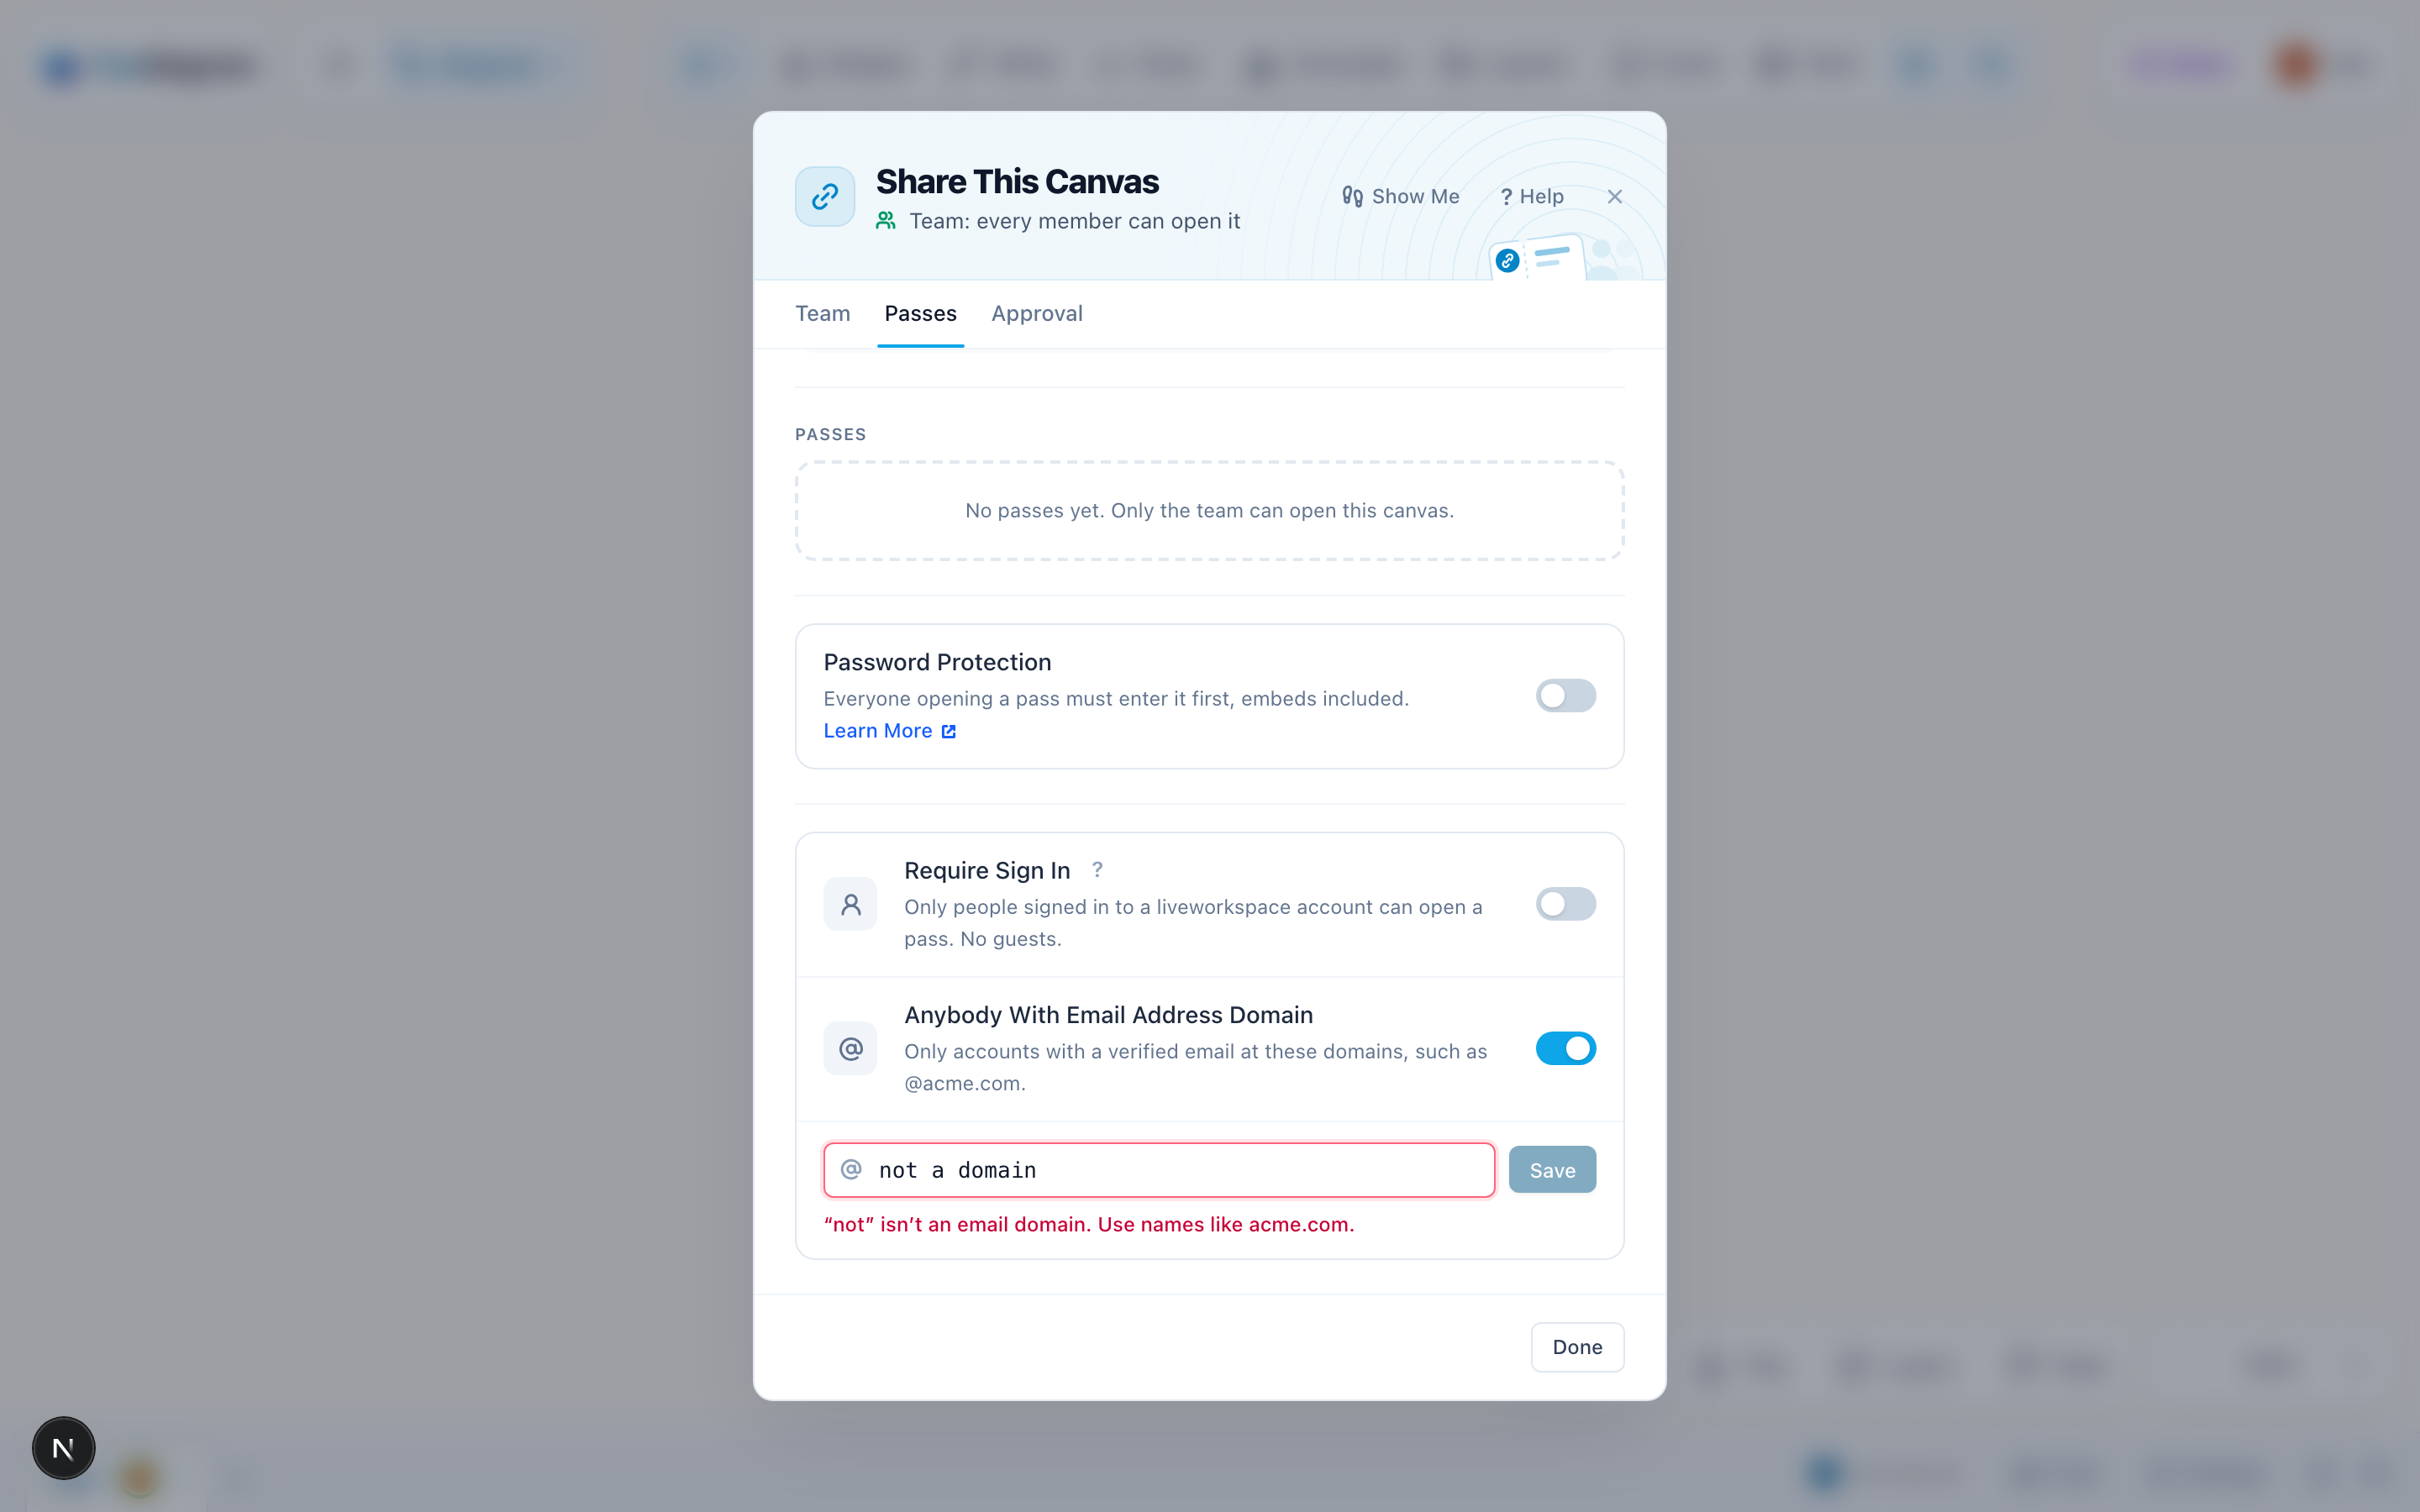 Share This Canvas
Team: every member can open it
Show Me
? Help
Team
Passes
Approval
PASSES
No passes yet. Only the team can open this canvas.
Password Protection
Everyone opening a pass must enter it first, embeds included.
Learn More
Require Sign In ?
Only people signed in to a liveworkspace account can open a
pass. No guests.
@
Anybody With Email Address Domain
Only accounts with a verified email at these domains, such as
@acme.com.
@ not a domain
Save
“not” isn’t an email domain. Use names like acme.com.
Done
N